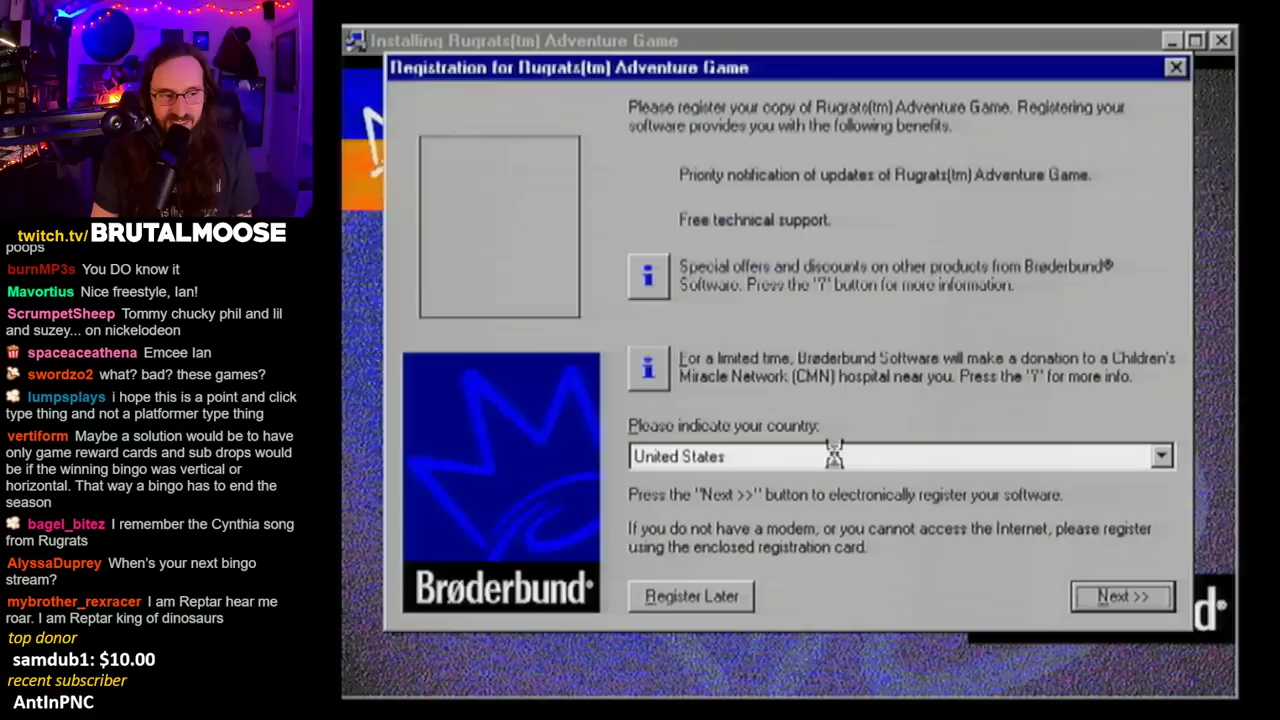 twitch.tv/BRUTALMOOSE
poops
burnMP3s You DO know it
Mavortius Nice freestyle, Ian!
ScrumpetSheep Tommy chucky phil and lil
and suzey... on nickelodeon
spaceaceathena Emcee Ian
swordzo2 what? bad? these games?
lumpsplays i hope this is a point and click
type thing and not a platformer type thing
vertiform Maybe a solution would be to have
only game reward cards and sub drops would
be if the winning bingo was vertical or
horizontal. That way a bingo has to end the
season
bagel_bitez I remember the Cynthia song
from Rugrats
AlyssaDuprey When's your next bingo
stream?
mybrother_rexracer I am Reptar hear me
roar. I am Reptar king of dinosaurs
top donor
samdub1: $10.00
recent subscriber
AntInPNC
Installing Rugrats(tm) Adventure Game
Registration for Rugrats(tm) Adventure Game
Please register your copy of Rugrats(tm) Adventure Game. Registering your
software provides you with the following benefits.
Priority notification of updates of Rugrats(tm) Adventure Game.
Free technical support.
Special offers and discounts on other products from Brøderbund®
Software. Press the '?' button for more information.
For a limited time, Brøderbund Software will make a donation to a Children's
Miracle Network (CMN) hospital near you. Press the '?' for more info.
Please indicate your country:
United States
Press the "Next >>" button to electronically register your software.
If you do not have a modem, or you cannot access the Internet, please register
using the enclosed registration card.
Brøderbund®
Register Later
Next >>
d®